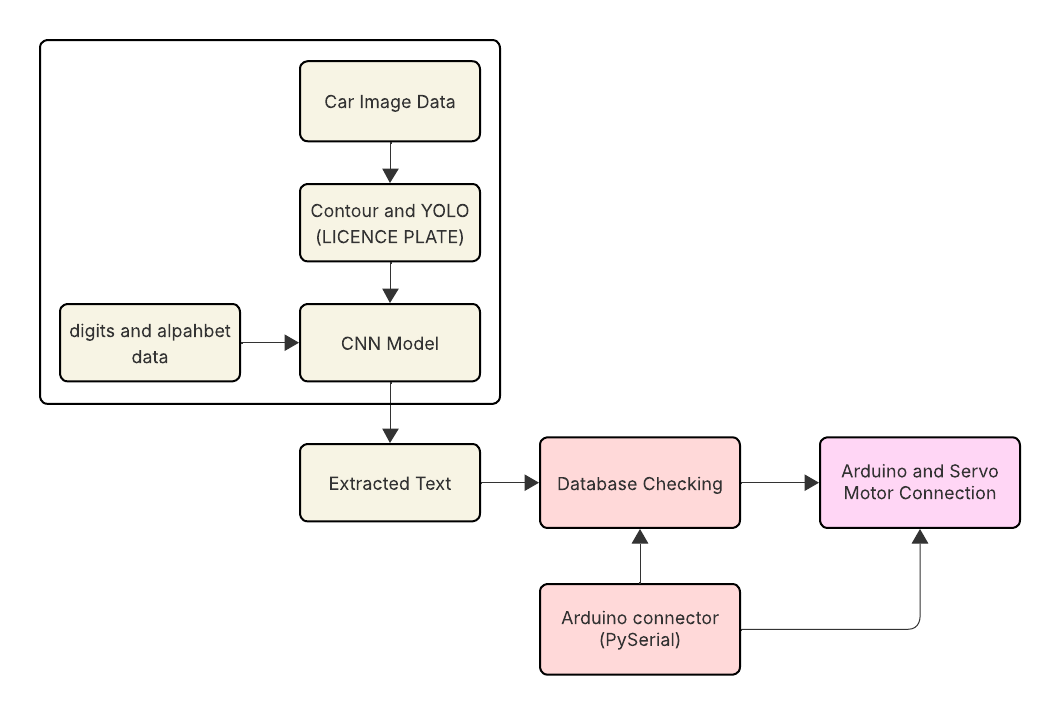 Car Image Data
Contour and YOLO
(LICENCE PLATE)
digits and alpahbet
data
CNN Model
Extracted Text
Database Checking
Arduino and Servo
Motor Connection
Arduino connector
(PySerial)